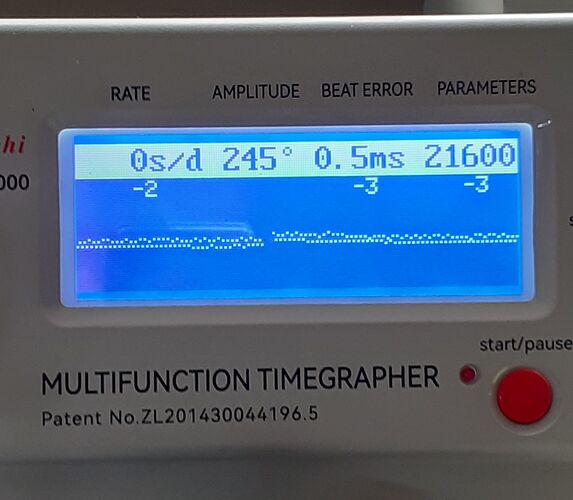 RATE AMPLITUDE BEAT ERROR PARAMETERS
hi
0s/d 245° 0.5ms 21600
000
-2 -3 -3
start/pause
MULTIFUNCTION TIMEGRAPHER
Patent No.ZL201430044196.5